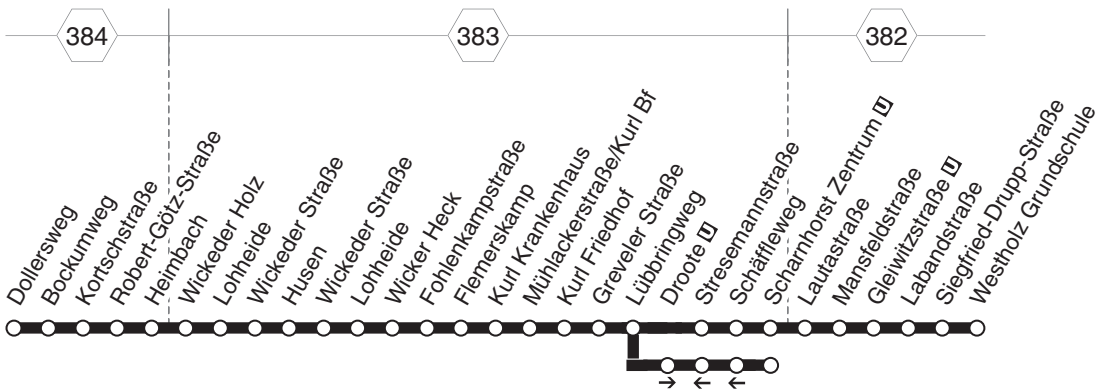 384
383
382
Dollersweg
Bockumweg
Kortschstraße
Robert-Götz-Straße
Heimbach
Wickeder Holz
Lohneide
Wickeder Straße
Husen
Wickeder Straße
Lohneide
Wicker Heck
Fohlenkampstraße
Flemerskamp
Kurl Krankenhaus
Mühlackerstraße/Kurl Bf
Kurl Friedhof
Greveler Straße
Lübbringweg
Droote U
Stresemannstraße
Schäffleweg
Scharnhorst Zentrum U
Lautastraße
Mansfeldstraße
Gleiwitzstraße U
Labandstraße
Siegfried-Drupp-Straße
Westholz Grundschule